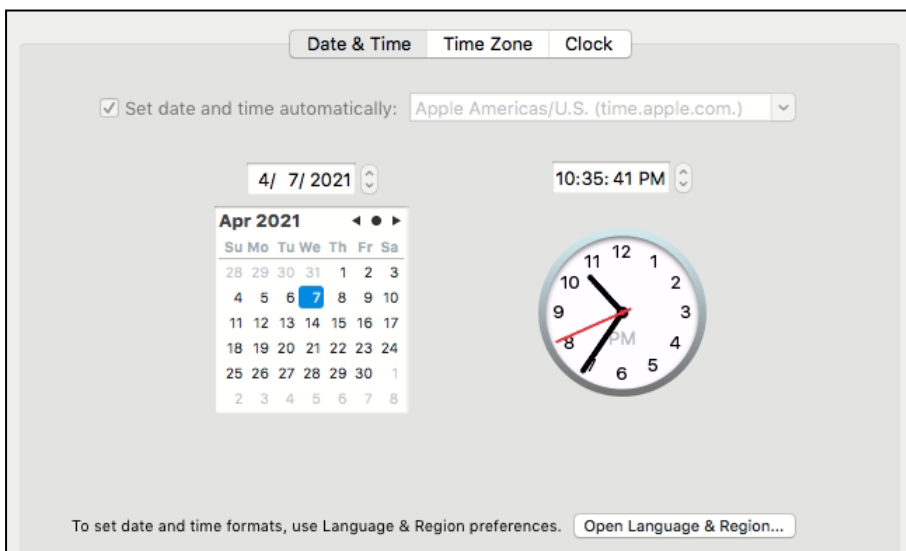 Date & Time Time Zone Clock
Set date and time automatically: Apple Americas/U.S. (time.apple.com.)
4/ 7/ 2021
10:35: 41 PM
Apr 2021
Su Mo Tu We Th Fr Sa
28 29 30 31 1 2 3
4 5 6 7 8 9 10
11 12 13 14 15 16 17
18 19 20 21 22 23 24
25 26 27 28 29 30 1
2 3 4 5 6 7 8
12
11 1
10 2
9 3
8 PM 4
7 6 5
To set date and time formats, use Language & Region preferences. Open Language & Region...